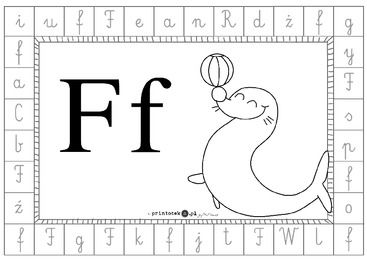 i u f F e a n R d ż f g
f y
a Ff F
C s
b p
F f
ź printoteka.pl o
f F g F k f j t F W l f